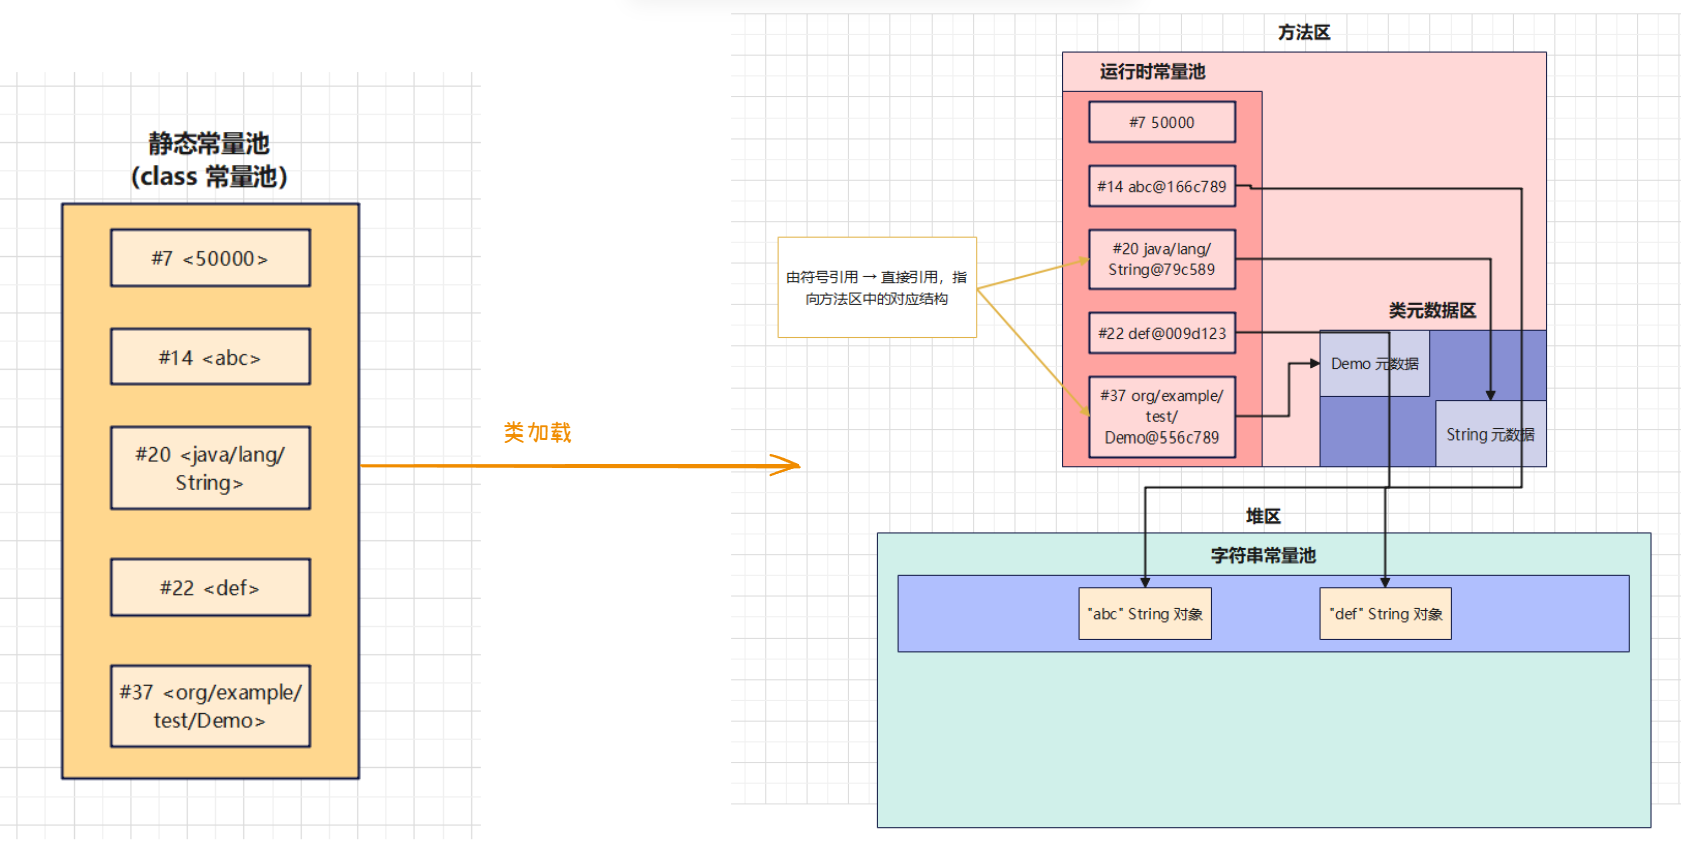 静态常量池
(class 常量池)
#7 <50000>
#14 <abc>
#20 <java/lang/
String>
#22 <def>
#37 <org/example/
test/Demo>
类加载
方法区
运行时常量池
#7 50000
#14 abc@166c789
#20 java/lang/
String@79c589
#22 def@009d123
#37 org/example/
test/
Demo@556c789
由符号引用 → 直接引用，指
向方法区中的对应结构
类元数据区
Demo 元数据
String 元数据
堆区
字符串常量池
"abc" String 对象
"def" String 对象